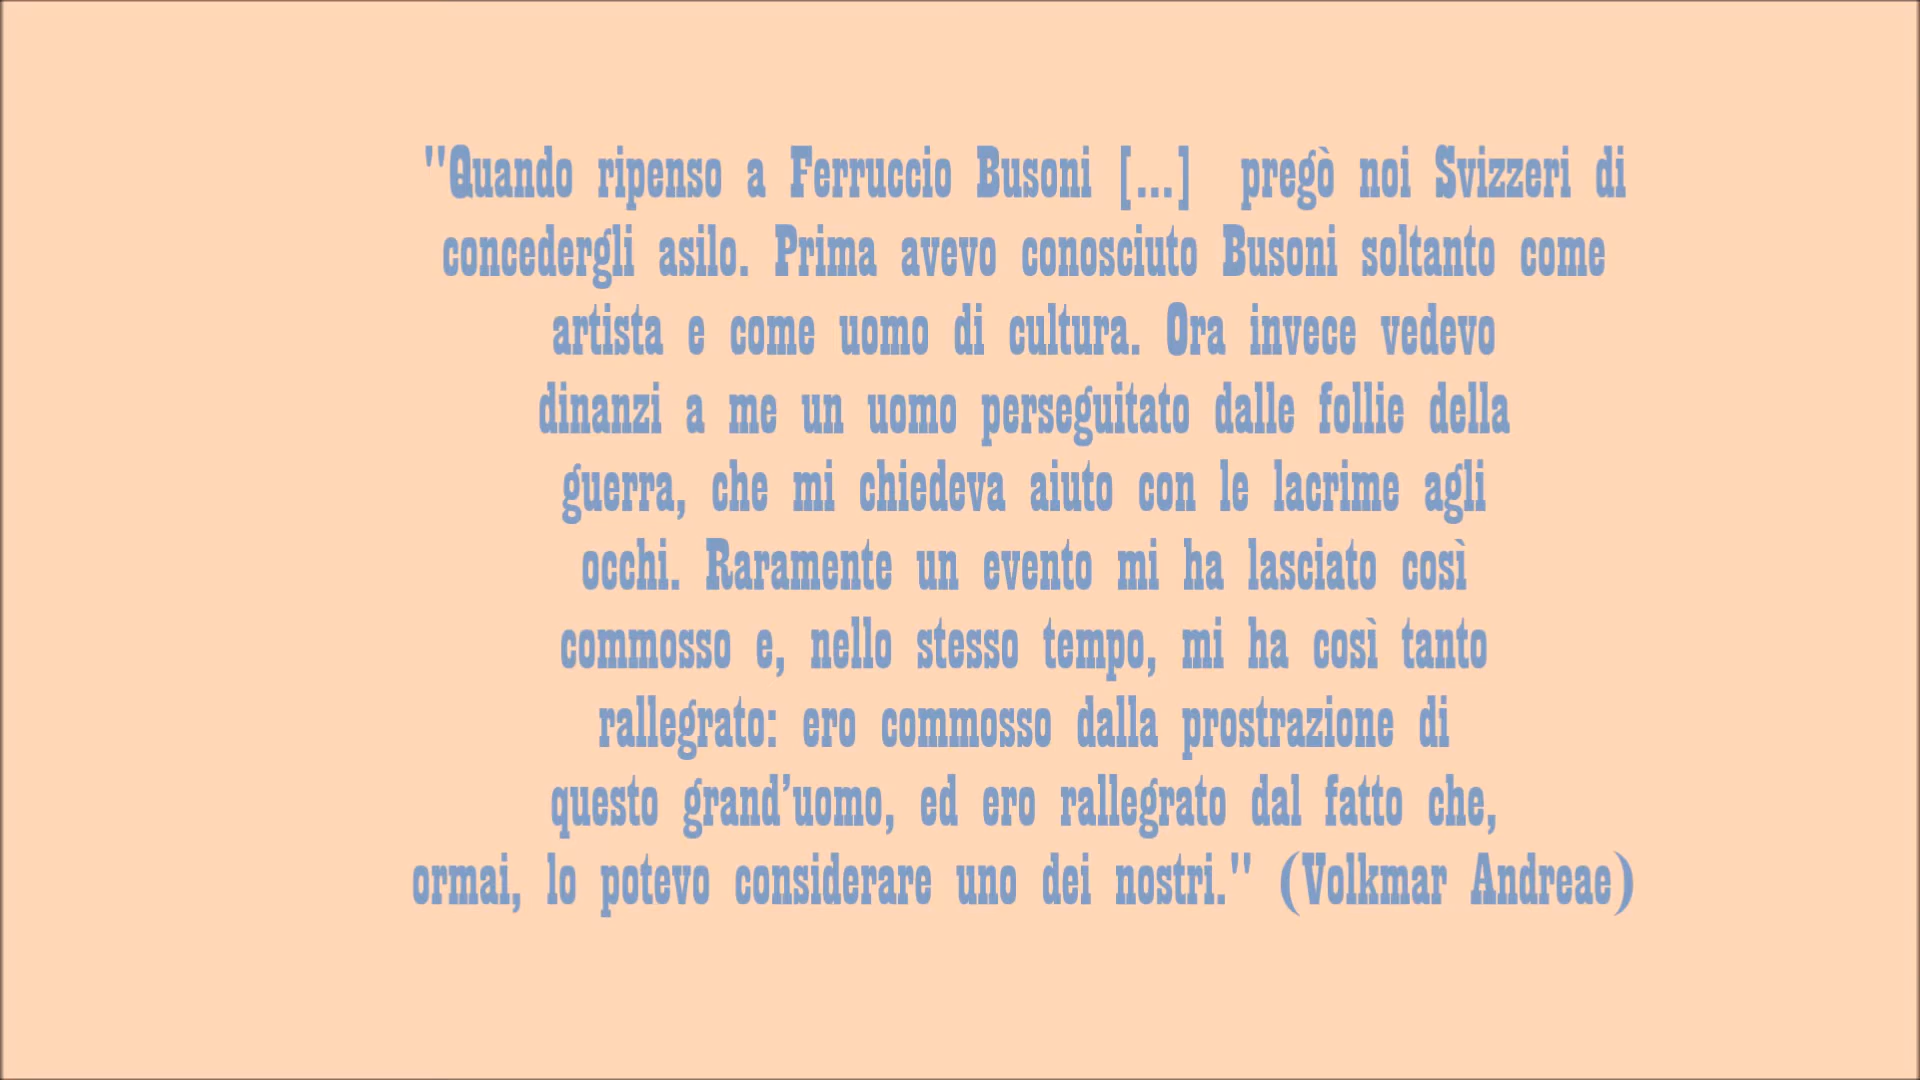 "Quando ripenso a Ferruccio Busoni [...] pregò noi Svizzeri di
concedergli asilo. Prima avevo conosciuto Busoni soltanto come
artista e come uomo di cultura. Ora invece vedevo
dinanzi a me un uomo perseguitato dalle follie della
guerra, che mi chiedeva aiuto con le lacrime agli
occhi. Raramente un evento mi ha lasciato così
commosso e, nello stesso tempo, mi ha così tanto
rallegrato: ero commosso dalla prostrazione di
questo grand'uomo, ed ero rallegrato dal fatto che,
ormai, lo potevo considerare uno dei nostri." (Volkmar Andreae)